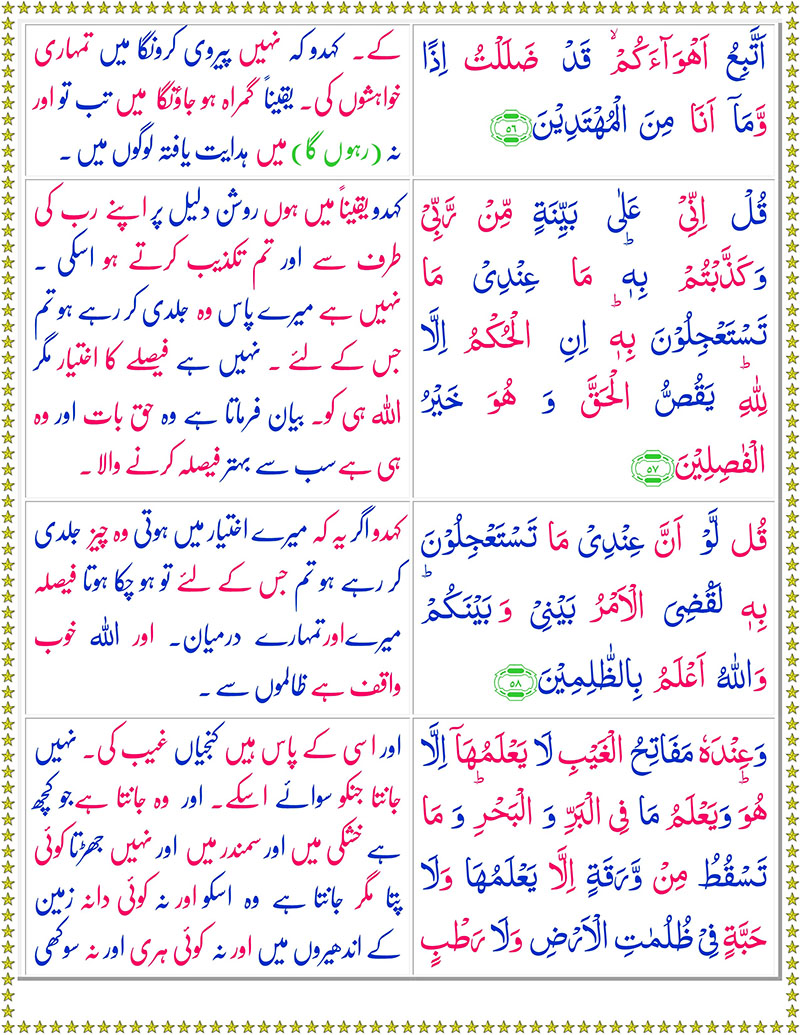 اَتَّبِعُ اَهۡوَآءَكُمۡۙ قَدۡ ضَلَلۡتُ اِذًا
وَّمَاۤ اَنَا مِنَ الۡمُهۡتَدِيۡنَ ۝۵۶
کے۔ کہدو کہ نہیں پیروی کرونگا میں تمہاری
خواہشوں کی۔ یقیناً گمراہ ہو جاؤنگا میں تب تو اور
نہ (رہوں گا) میں ہدایت یافتہ لوگوں میں ۔
قُلۡ اِنِّىۡ عَلٰى بَيِّنَةٍ مِّنۡ رَّبِّىۡ
وَكَذَّبۡتُمۡ بِهٖؕ مَا عِنۡدِىۡ مَا
تَسۡتَعۡجِلُوۡنَ بِهٖؕ اِنِ الۡحُكۡمُ اِلَّا
لِلّٰهِؕ يَقُصُّ الۡحَقَّ وَ هُوَ خَيۡرُ
الۡفٰصِلِيۡنَ ۝۵۷
کہدو یقیناً میں ہوں روشن دلیل پر اپنے رب کی
طرف سے اور تم تکذیب کرتے ہو اسکی ۔
نہیں ہے میرے پاس وہ جلدی کر رہے ہو تم
جس کے لئے ۔ نہیں ہے فیصلے کا اختیار مگر
اللہ ہی کو۔ بیان فرماتا ہے وہ حق بات اور وہ
ہی ہے سب سے بہتر فیصلہ کرنے والا ۔
قُل لَّوۡ اَنَّ عِنۡدِىۡ مَا تَسۡتَعۡجِلُوۡنَ
بِهٖ لَقُضِىَ الۡاَمۡرُ بَيۡنِىۡ وَ بَيۡنَكُمۡؕ
وَاللّٰهُ اَعۡلَمُ بِالظّٰلِمِيۡنَ ۝۵۸
کہدو اگر یہ کہ میرے اختیار میں ہوتی وہ چیز جلدی
کر رہے ہو تم جس کے لئے تو ہو چکا ہوتا فیصلہ
میرے اور تمہارے درمیان۔ اور اللہ خوب
واقف ہے ظالموں سے ۔
وَعِنۡدَهٗ مَفَاتِحُ الۡغَيۡبِ لَا يَعۡلَمُهَاۤ اِلَّا
هُوَؕ وَيَعۡلَمُ مَا فِى الۡبَرِّ وَ الۡبَحۡرِؕ وَ مَا
تَسۡقُطُ مِنۡ وَّرَقَةٍ اِلَّا يَعۡلَمُهَا وَلَا
حَبَّةٍ فِىۡ ظُلُمٰتِ الۡاَرۡضِ وَلَا رَطۡبٍ
اور اسی کے پاس ہیں کنجیاں غیب کی۔ نہیں
جانتا جنکو سوائے اسکے۔ اور وہ جانتا ہے جو کچھ
ہے خشکی میں اور سمندر میں اور نہیں جھڑتا کوئی
پتا مگر جانتا ہے وہ اسکو اور نہ کوئی دانہ زمین
کے اندھیروں میں اور نہ کوئی ہری اور نہ سوکھی